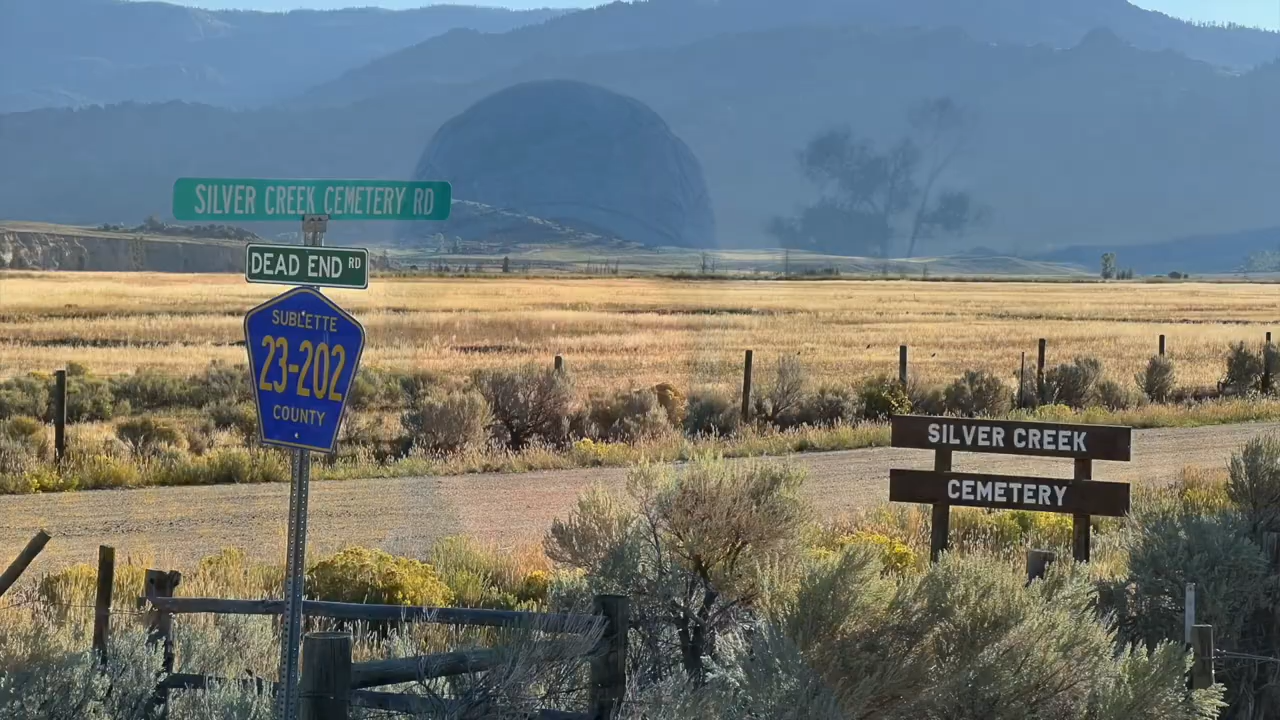 SILVER CREEK CEMETERY RD
DEAD END RD
SUBLETTE
23-202
COUNTY
SILVER CREEK
CEMETERY